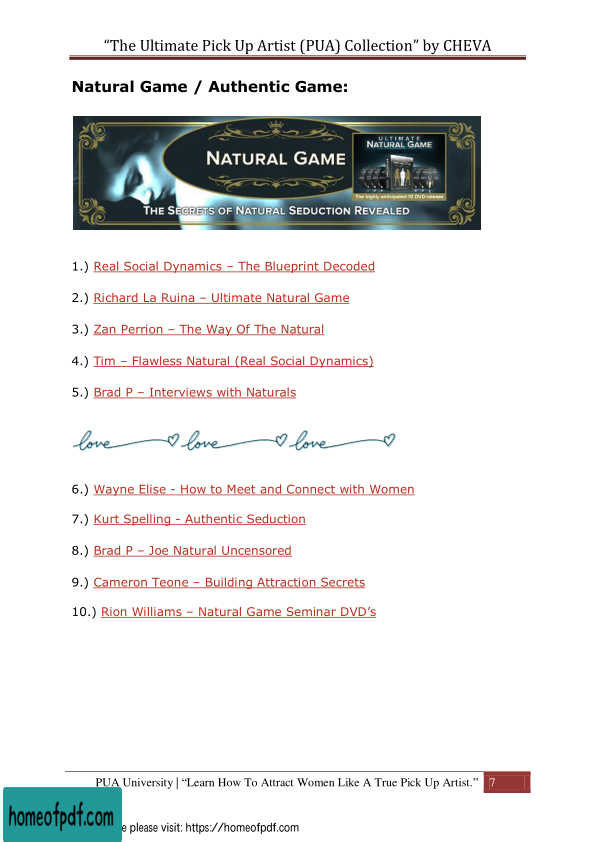 “The Ultimate Pick Up Artist (PUA) Collection” by CHEVA
Natural Game / Authentic Game:
NATURAL GAME
ULTIMATE
NATURAL GAME
The highly anticipated 10 DVD release
THE SECRETS OF NATURAL SEDUCTION REVEALED
1.) Real Social Dynamics – The Blueprint Decoded
2.) Richard La Ruina – Ultimate Natural Game
3.) Zan Perrion – The Way Of The Natural
4.) Tim – Flawless Natural (Real Social Dynamics)
5.) Brad P – Interviews with Naturals
love love love
6.) Wayne Elise - How to Meet and Connect with Women
7.) Kurt Spelling - Authentic Seduction
8.) Brad P – Joe Natural Uncensored
9.) Cameron Teone – Building Attraction Secrets
10.) Rion Williams – Natural Game Seminar DVD’s
PUA University | “Learn How To Attract Women Like A True Pick Up Artist.” 7
homeofpdf.com
please visit: https://homeofpdf.com